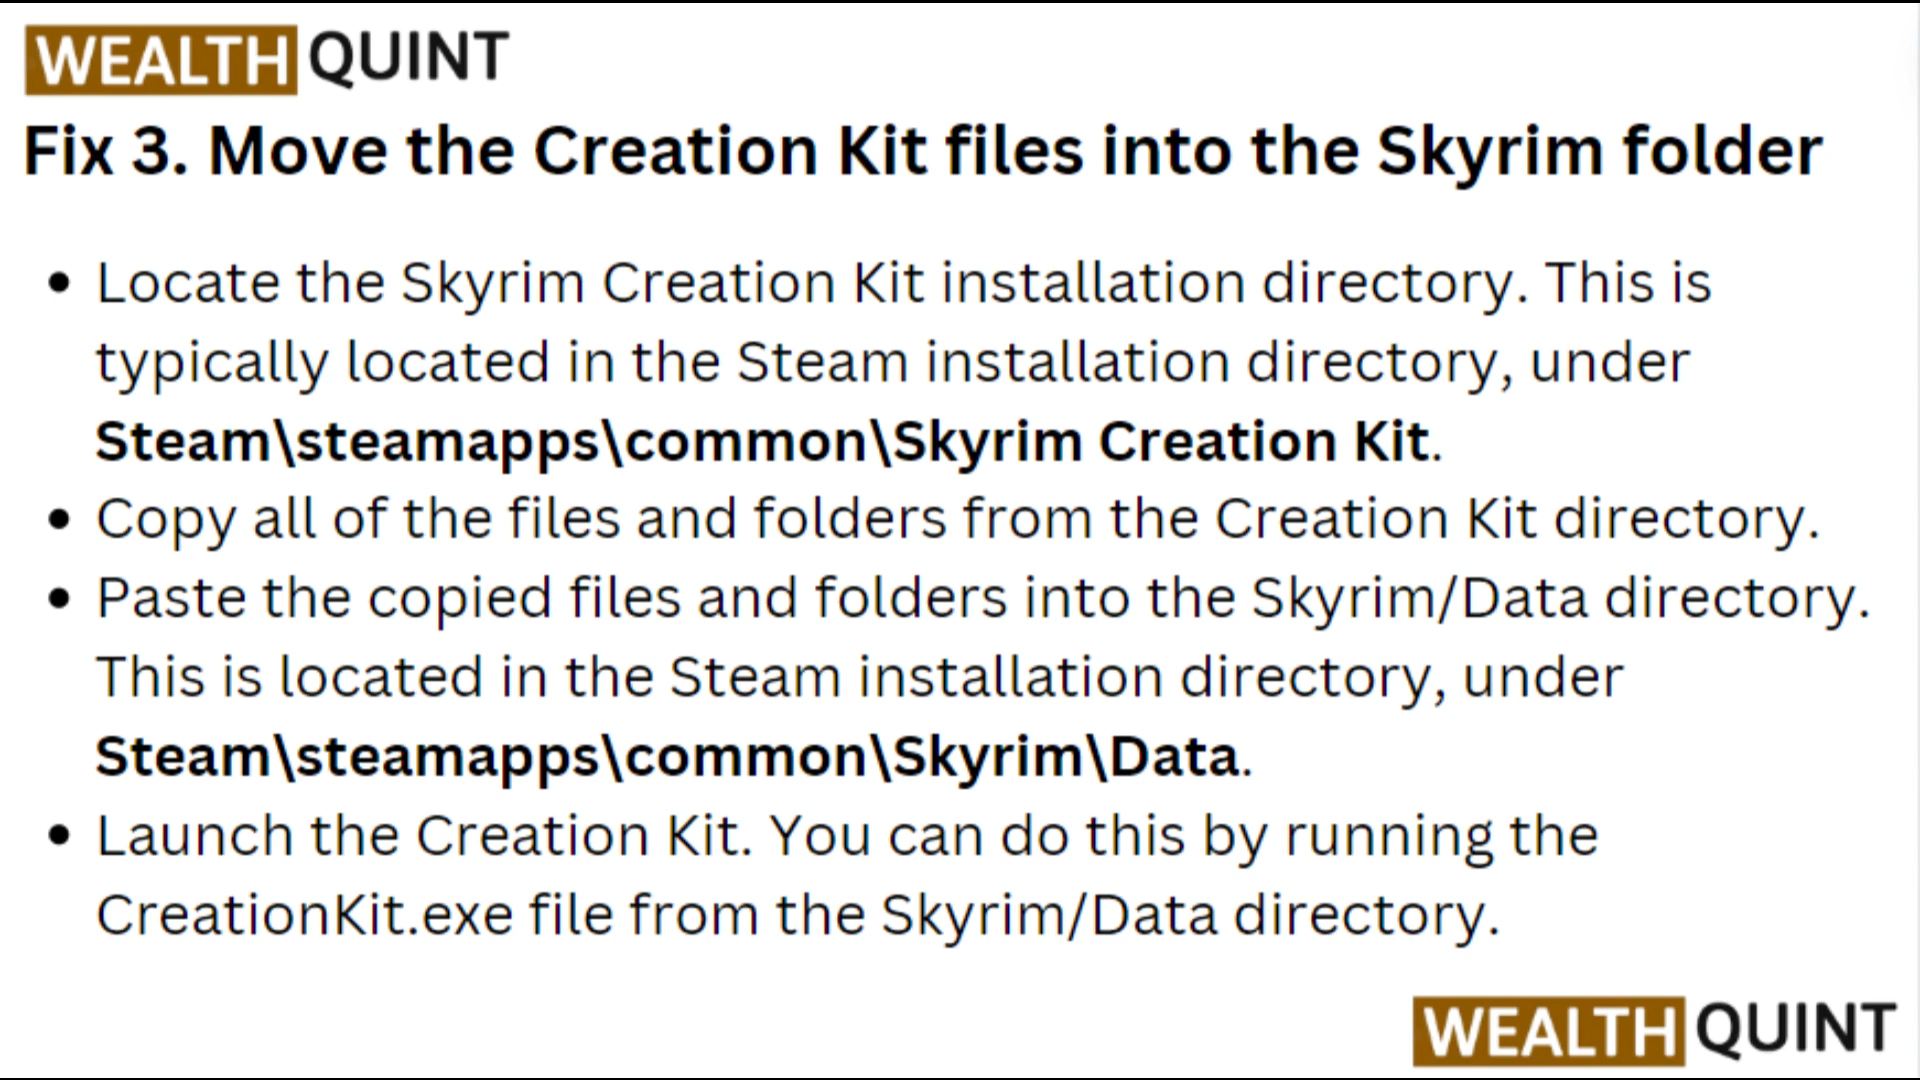 WEALTH QUINT
Fix 3. Move the Creation Kit files into the Skyrim folder
• Locate the Skyrim Creation Kit installation directory. This is
typically located in the Steam installation directory, under
Steam\steamapps\common\Skyrim Creation Kit.
• Copy all of the files and folders from the Creation Kit directory.
• Paste the copied files and folders into the Skyrim/Data directory.
This is located in the Steam installation directory, under
Steam\steamapps\common\Skyrim\Data.
• Launch the Creation Kit. You can do this by running the
CreationKit.exe file from the Skyrim/Data directory.
WEALTH QUINT